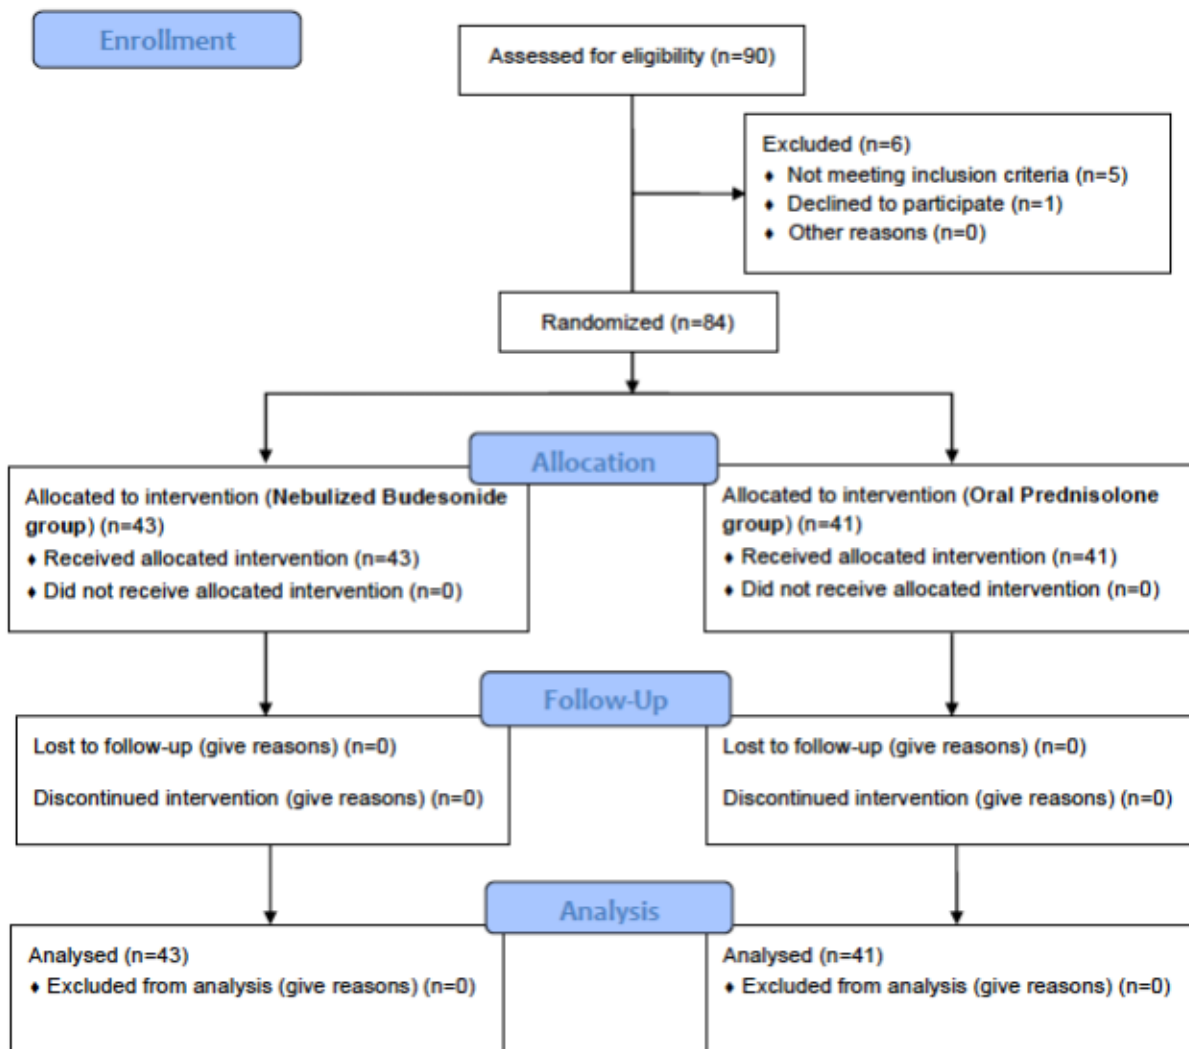 Enrollment
Assessed for eligibility (n=90)
Excluded (n=6)
♦ Not meeting inclusion criteria (n=5)
♦ Declined to participate (n=1)
♦ Other reasons (n=0)
Randomized (n=84)
Allocation
Allocated to intervention (Nebulized Budesonide
group) (n=43)
♦ Received allocated intervention (n=43)
♦ Did not receive allocated intervention (n=0)
Allocated to intervention (Oral Prednisolone
group) (n=41)
♦ Received allocated intervention (n=41)
♦ Did not receive allocated intervention (n=0)
Follow-Up
Lost to follow-up (give reasons) (n=0)
Discontinued intervention (give reasons) (n=0)
Lost to follow-up (give reasons) (n=0)
Discontinued intervention (give reasons) (n=0)
Analysis
Analysed (n=43)
♦ Excluded from analysis (give reasons) (n=0)
Analysed (n=41)
♦ Excluded from analysis (give reasons) (n=0)